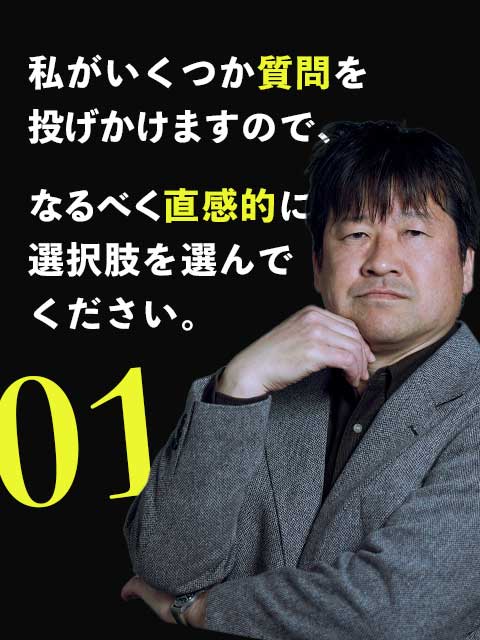 私がいくつか質問を
投げかけますので、
なるべく直感的に
選択肢を選んで
ください。
01